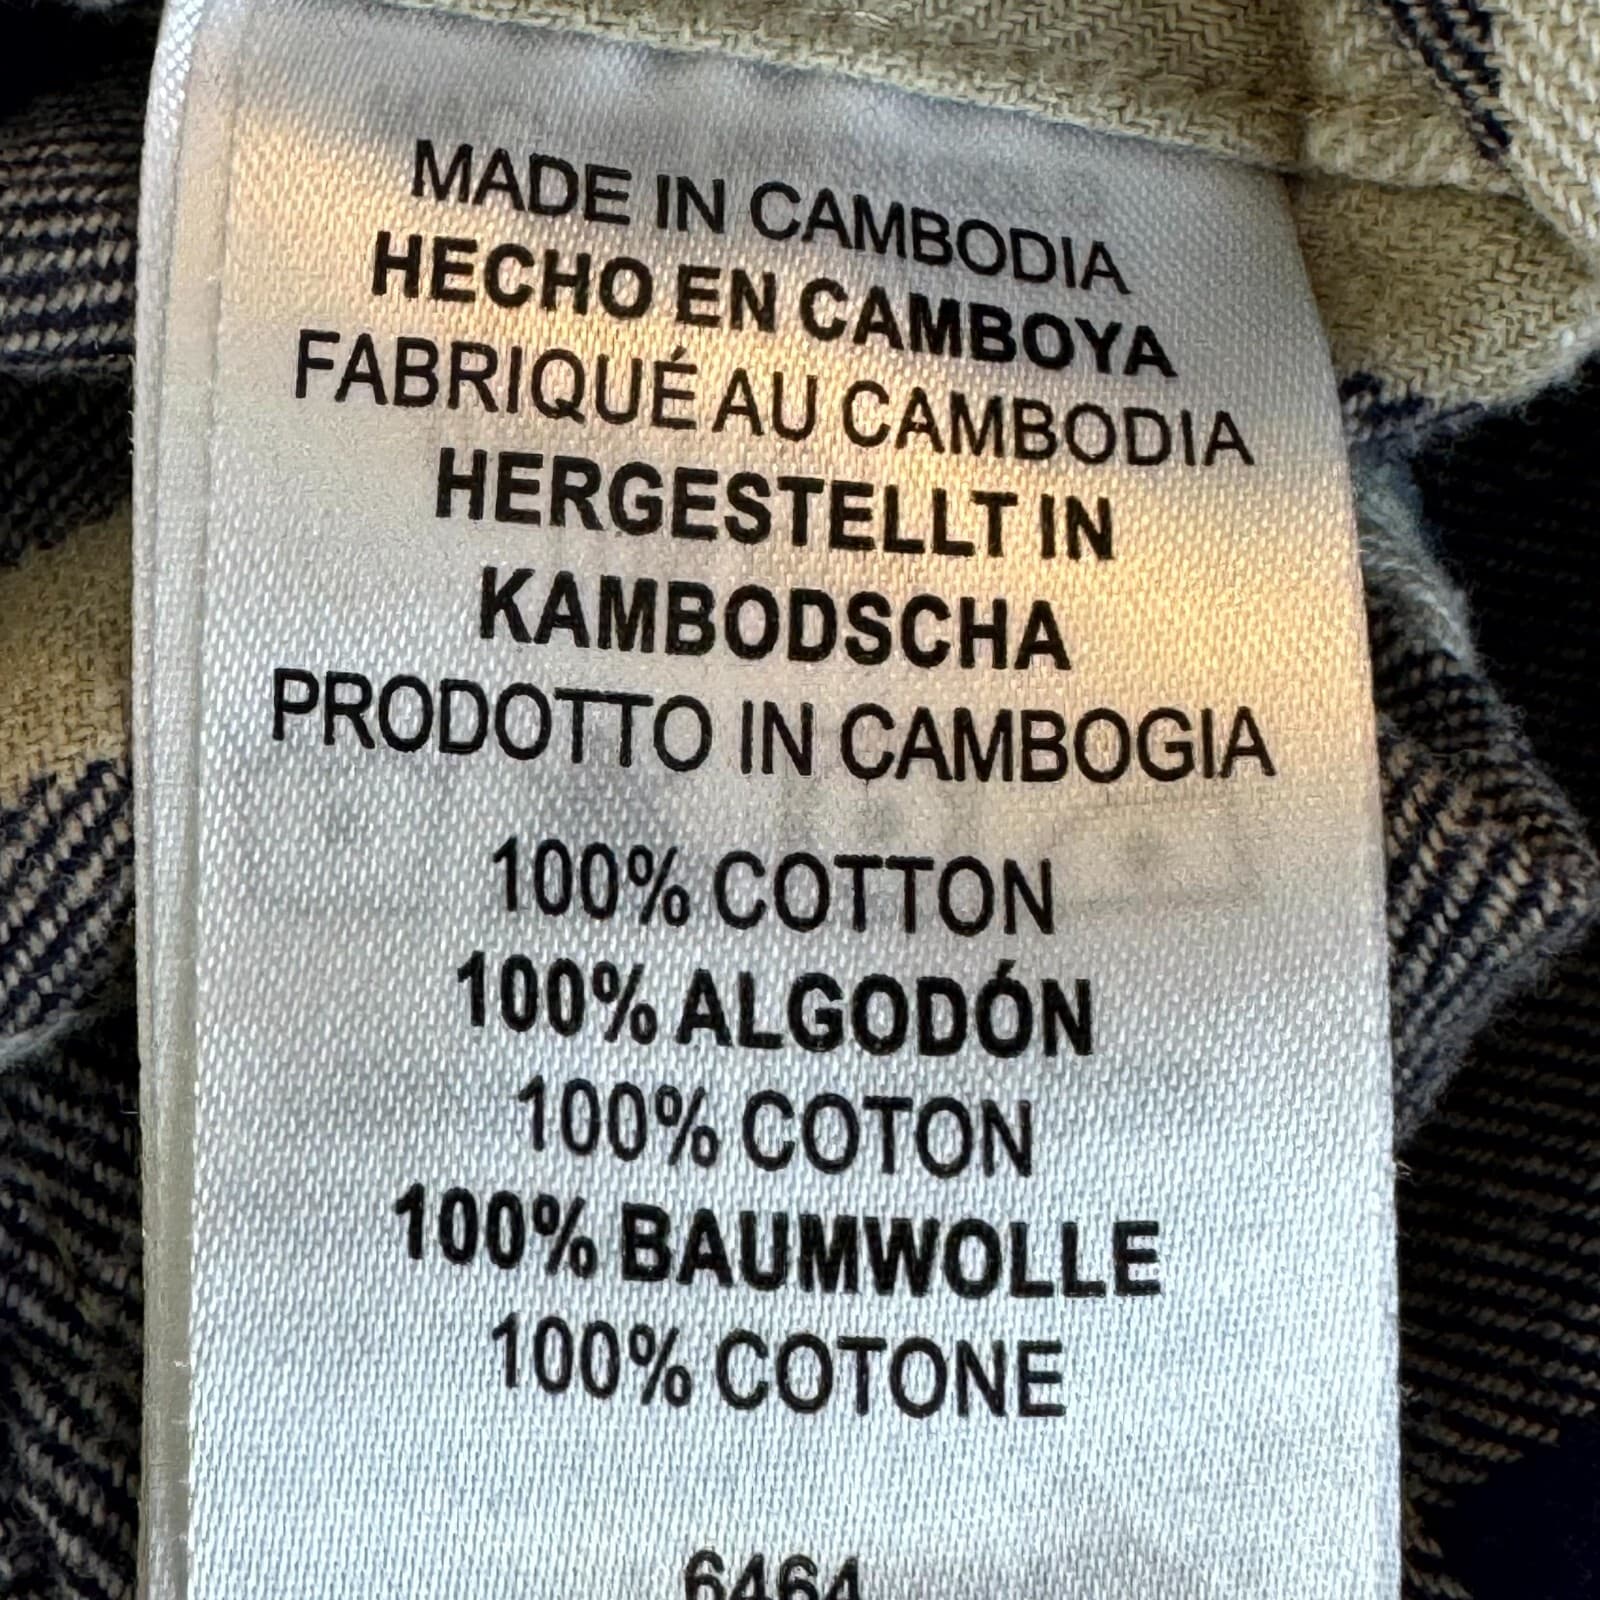 MADE IN CAMBODIA
HECHO EN CAMBOYA
FABRIQUÉ AU CAMBODIA
HERGESTELLT IN
KAMBODSCHA
PRODOTTO IN CAMBOGIA
100% COTTON
100% ALGODÓN
100% COTON
100% BAUMWOLLE
100% COTONE
6464